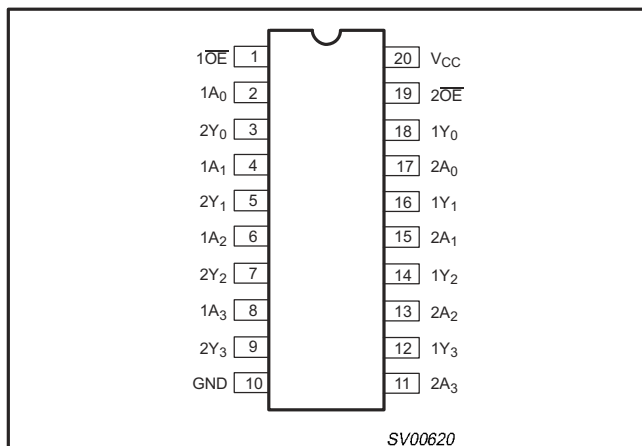 1O̅E̅ 1 20 VCC
1A0 2 19 2O̅E̅
2Y0 3 18 1Y0
1A1 4 17 2A0
2Y1 5 16 1Y1
1A2 6 15 2A1
2Y2 7 14 1Y2
1A3 8 13 2A2
2Y3 9 12 1Y3
GND 10 11 2A3
SV00620